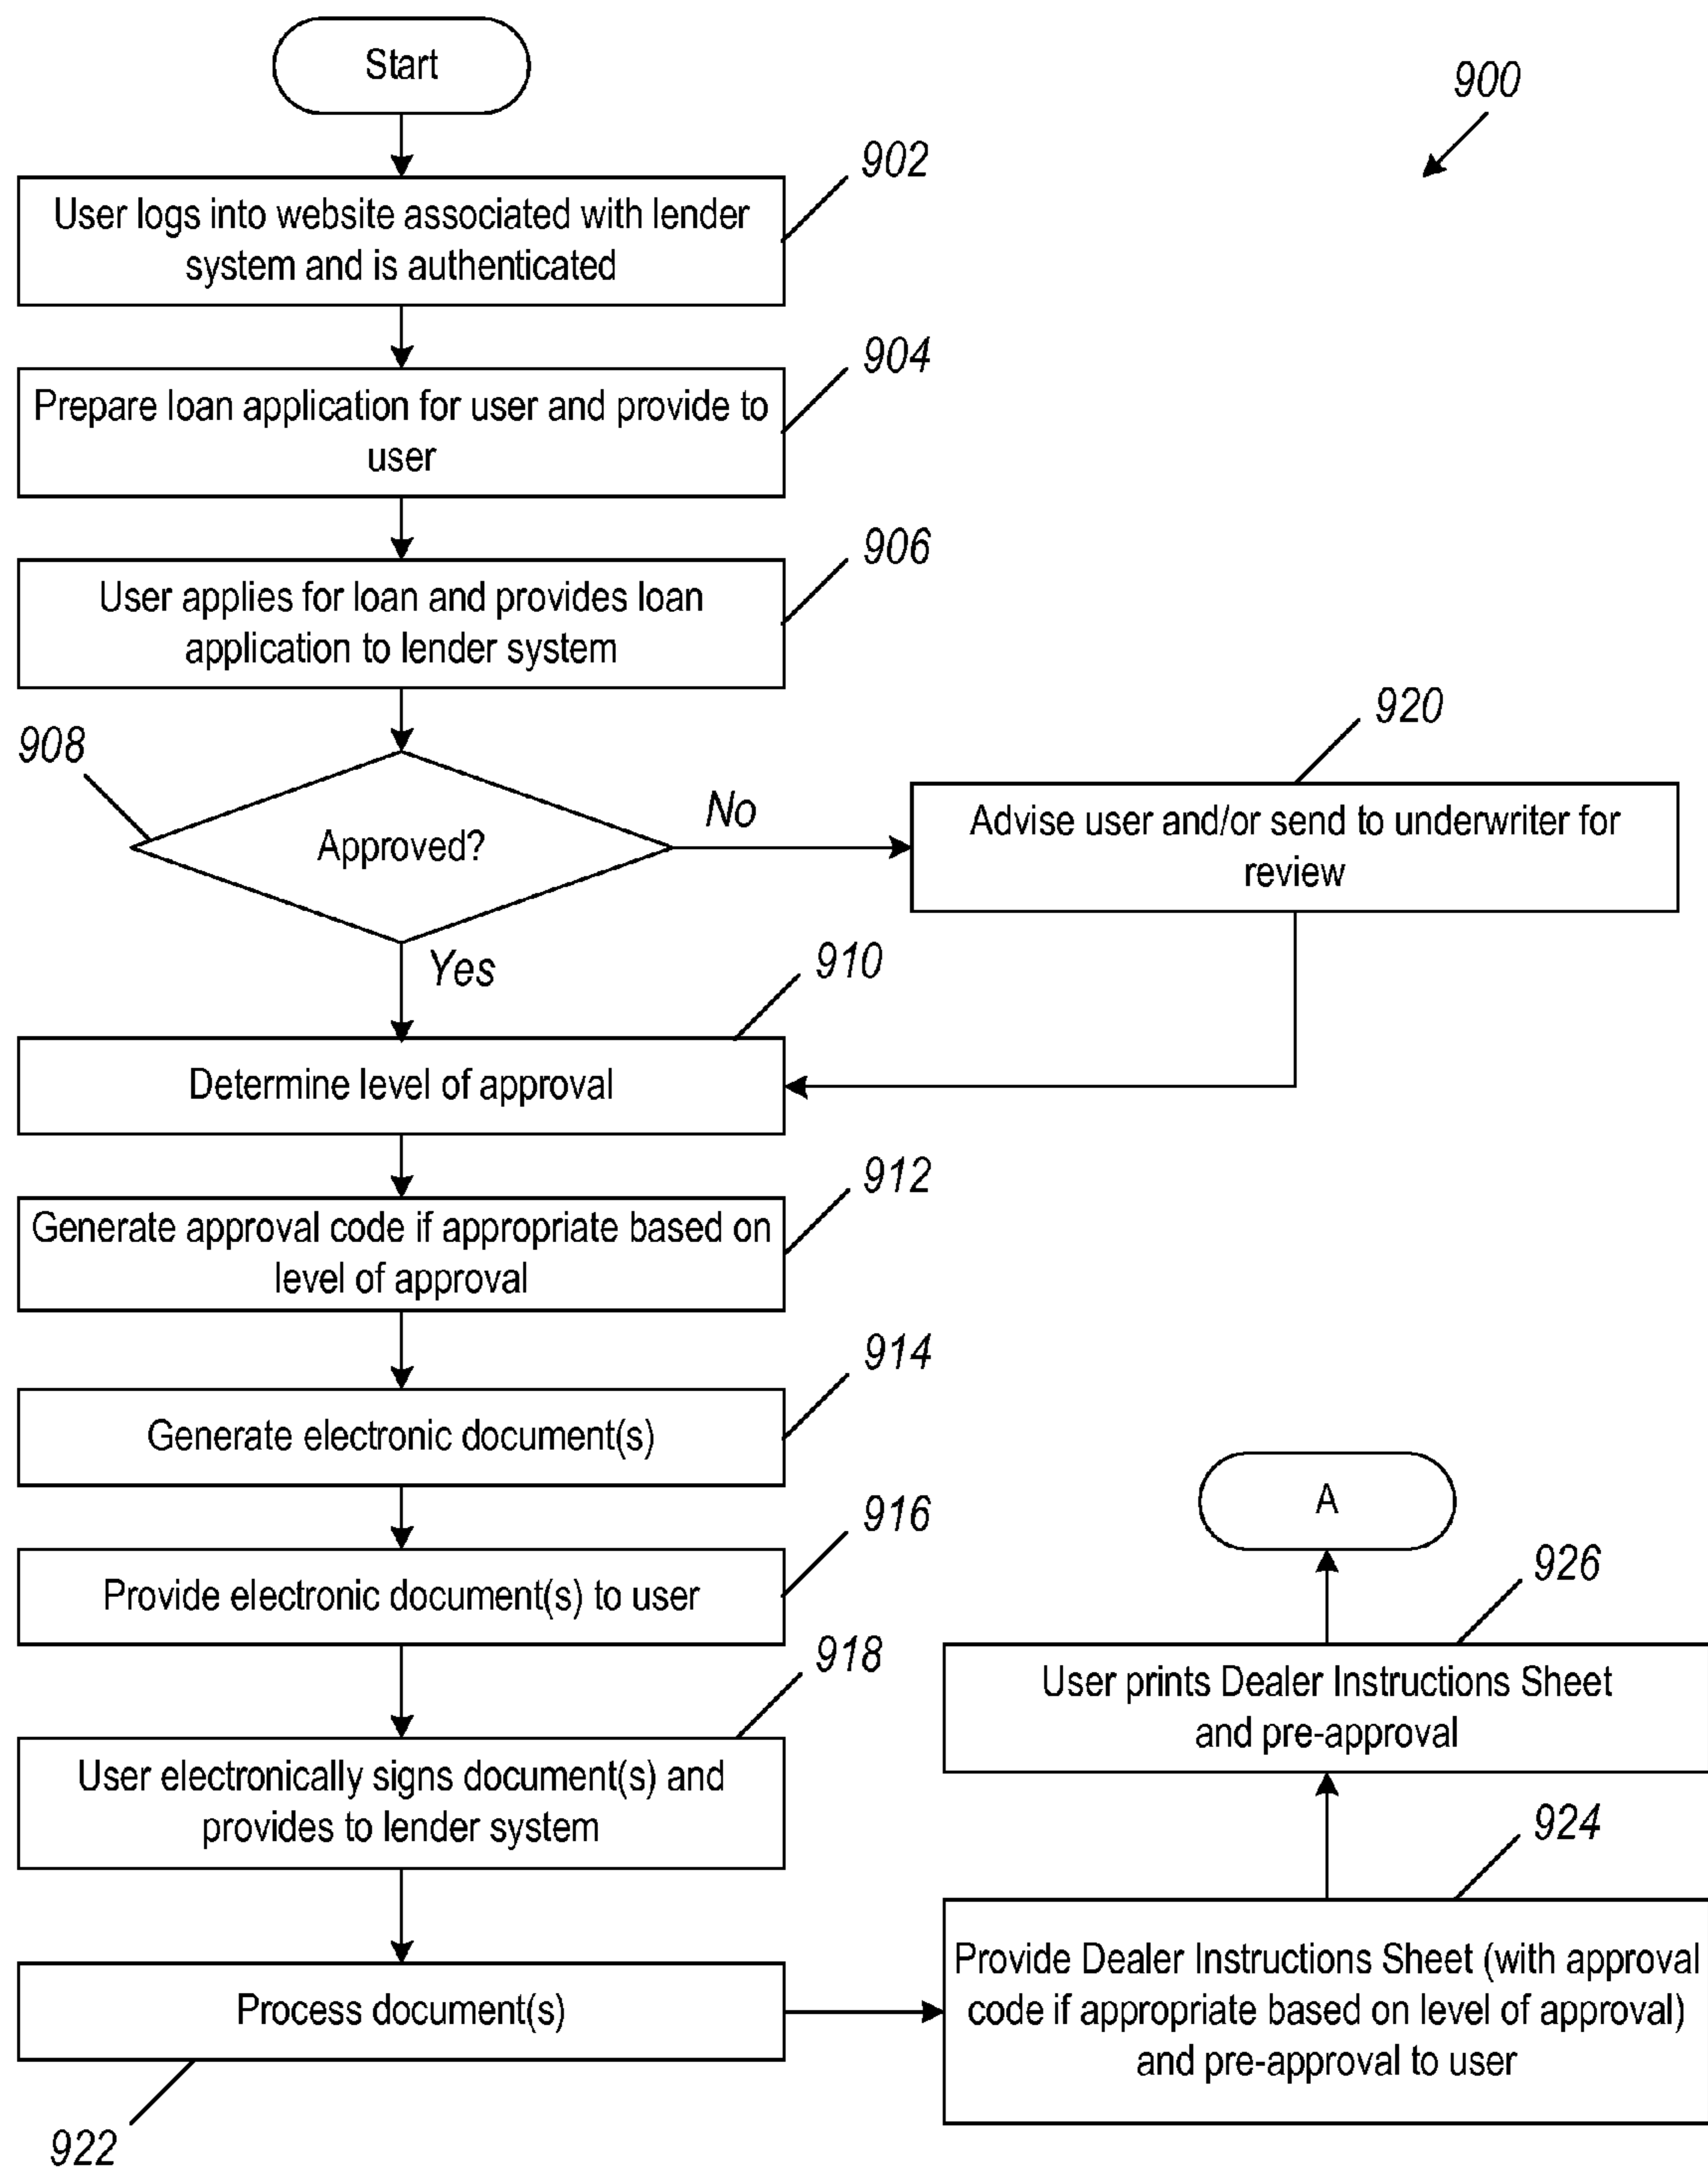 Start
900
902
User logs into website associated with lender
system and is authenticated
904
Prepare loan application for user and provide to
user
906
User applies for loan and provides loan
application to lender system
908
Approved?
No
920
Advise user and/or send to underwriter for
review
Yes
910
Determine level of approval
912
Generate approval code if appropriate based on
level of approval
914
Generate electronic document(s)
916
Provide electronic document(s) to user
918
User electronically signs document(s) and
provides to lender system
Process document(s)
922
924
Provide Dealer Instructions Sheet (with approval
code if appropriate based on level of approval)
and pre-approval to user
926
User prints Dealer Instructions Sheet
and pre-approval
A